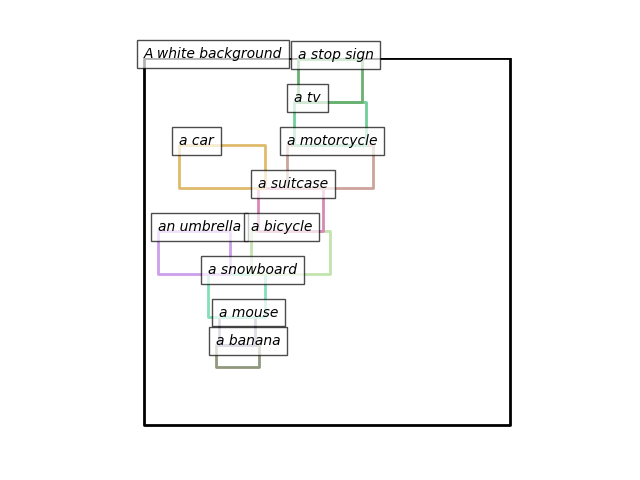 A white background
a stop sign
a tv
a car
a motorcycle
a suitcase
an umbrella
a bicycle
a snowboard
a mouse
a banana